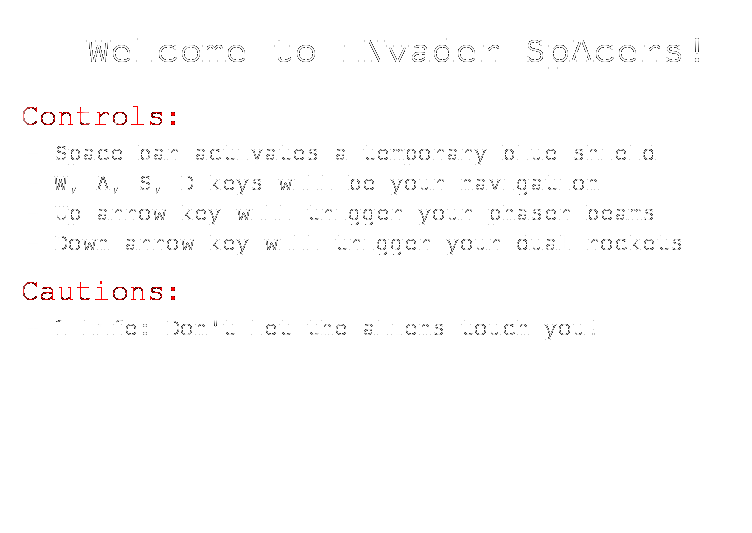 Welcome to iNvader SpAcers!
Controls:
Space bar activates a temporary blue shield
W, A, S, D keys will be your navigation
Up arrow key will trigger your phaser beams
Down arrow key will trigger your dual rockets
Cautions:
1 life: Don't let the aliens touch you!